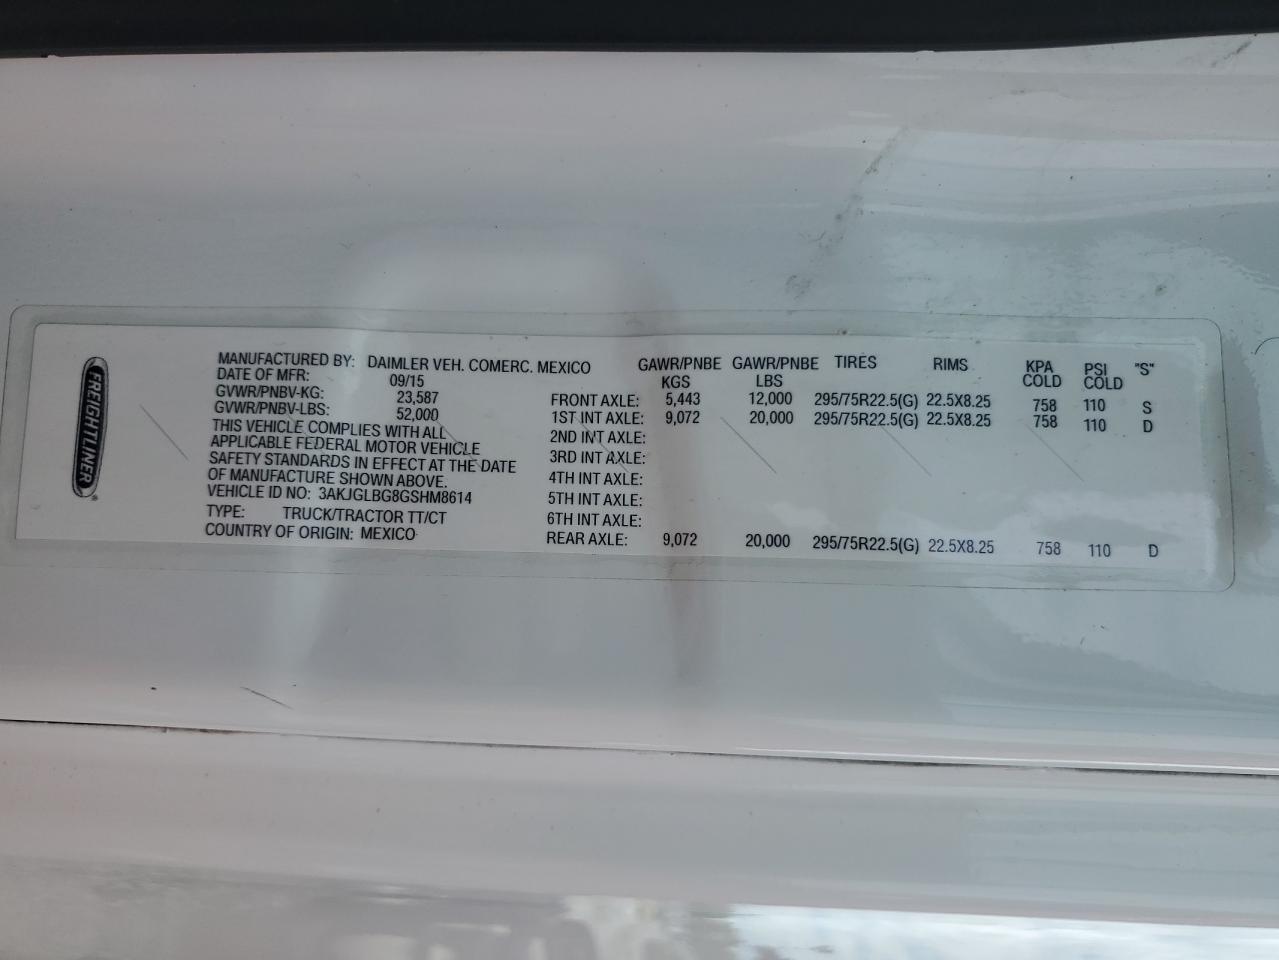 FREIGHTLINER®
MANUFACTURED BY: DAIMLER VEH. COMERC. MEXICO
DATE OF MFR: 09/15
GVWR/PNBV-KG: 23,587
GVWR/PNBV-LBS: 52,000
THIS VEHICLE COMPLIES WITH ALL
APPLICABLE FEDERAL MOTOR VEHICLE
SAFETY STANDARDS IN EFFECT AT THE DATE
OF MANUFACTURE SHOWN ABOVE.
VEHICLE ID NO: 3AKJGLBG8GSHM8614
TYPE: TRUCK/TRACTOR TT/CT
COUNTRY OF ORIGIN: MEXICO
GAWR/PNBE GAWR/PNBE TIRES RIMS KPA PSI "S"
KGS LBS COLD COLD
FRONT AXLE: 5,443 12,000 295/75R22.5(G) 22.5X8.25 758 110 S
1ST INT AXLE: 9,072 20,000 295/75R22.5(G) 22.5X8.25 758 110 D
2ND INT AXLE:
3RD INT AXLE:
4TH INT AXLE:
5TH INT AXLE:
6TH INT AXLE:
REAR AXLE: 9,072 20,000 295/75R22.5(G) 22.5X8.25 758 110 D